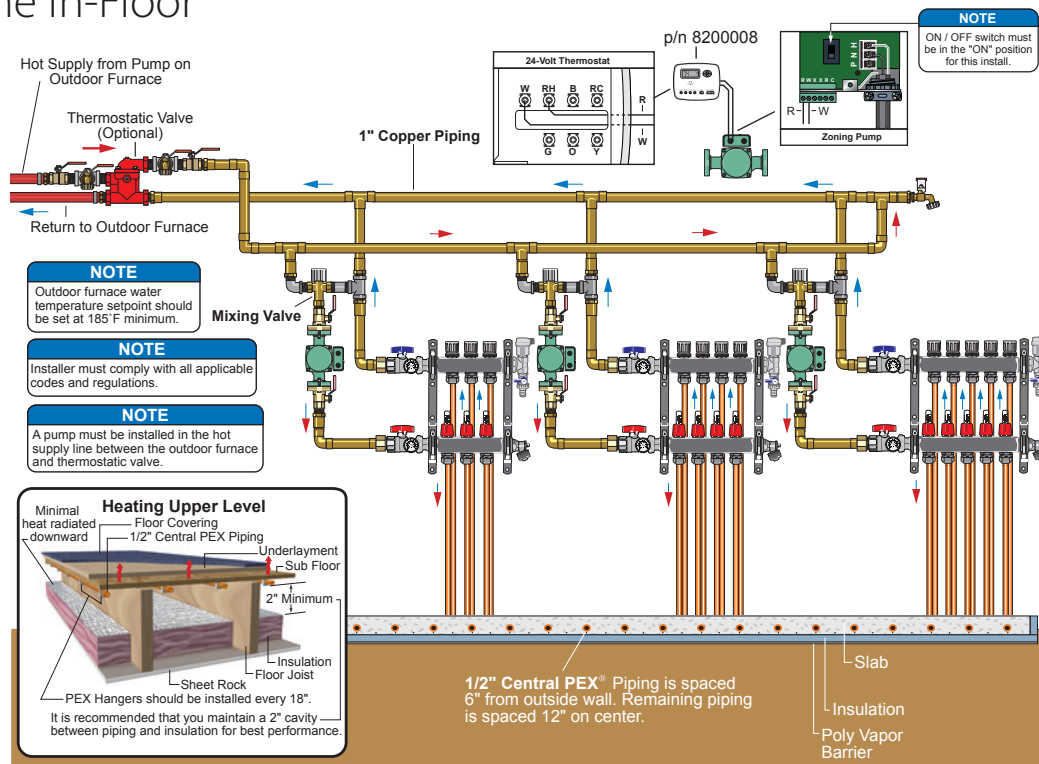 ne In-Floor
NOTE
ON / OFF switch must
be in the "ON" position
for this install.
p/n 8200008
Hot Supply from Pump on
Outdoor Furnace
24-Volt Thermostat
W RH B RC
R
W
G O Y
P N H
R W X X R C
R W
Zoning Pump
Thermostatic Valve
(Optional)
1" Copper Piping
Return to Outdoor Furnace
NOTE
Outdoor furnace water
temperature setpoint should
be set at 185°F minimum.
Mixing Valve
NOTE
Installer must comply with all applicable
codes and regulations.
NOTE
A pump must be installed in the hot
supply line between the outdoor furnace
and thermostatic valve.
Heating Upper Level
Minimal
heat radiated
downward
Floor Covering
1/2" Central PEX Piping
Underlayment
Sub Floor
2" Minimum
Insulation
Floor Joist
Sheet Rock
PEX Hangers should be installed every 18".
It is recommended that you maintain a 2" cavity
between piping and insulation for best performance.
1/2" Central PEX® Piping is spaced
6" from outside wall. Remaining piping
is spaced 12" on center.
Slab
Insulation
Poly Vapor
Barrier